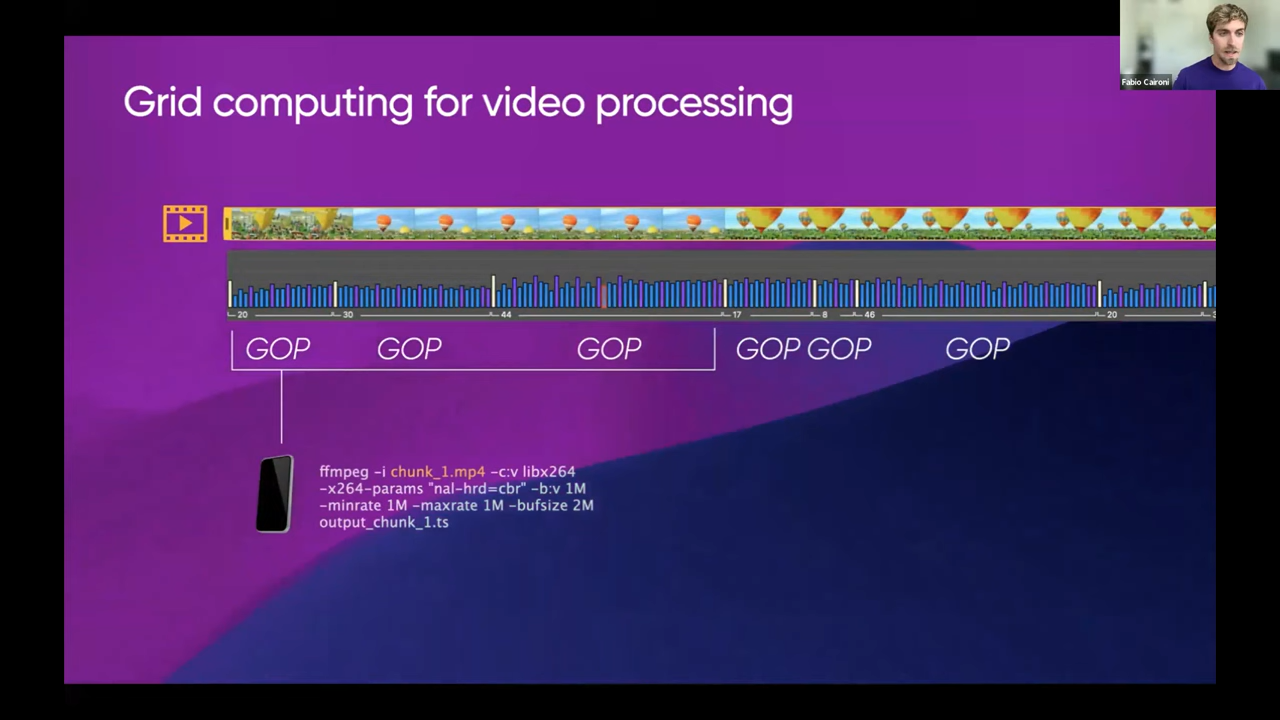 Fabio Caironi
Grid computing for video processing
20 30 44 17 8 46 20
GOP GOP GOP GOP GOP GOP
ffmpeg -i chunk_1.mp4 -c:v libx264
-x264-params "nal-hrd=cbr" -b:v 1M
-minrate 1M -maxrate 1M -bufsize 2M
output_chunk_1.ts